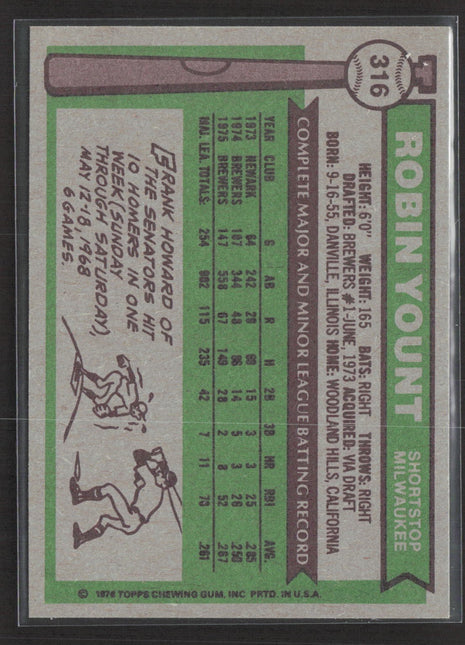 316
ROBIN YOUNT
SHORTSTOP
MILWAUKEE
HEIGHT: 6'0" WEIGHT: 165 BATS: RIGHT THROWS: RIGHT
DRAFTED: BREWERS #1-JUNE, 1973 ACQUIRED: VIA DRAFT
BORN: 9-16-55, DANVILLE, ILLINOIS HOME: WOODLAND HILLS, CALIFORNIA
COMPLETE MAJOR AND MINOR LEAGUE BATTING RECORD
YEAR CLUB G AB R H 2B 3B HR RBI AVG.
1973 NEWARK 64 242 29 69 15 3 3 25 .285
1974 BREWERS 107 344 48 86 14 5 3 26 .250
1975 BREWERS 147 558 67 149 28 2 8 52 .267
MAJ. LEA. TOTALS: 254 902 115 235 42 7 11 78 .261
[FRANK HOWARD OF
THE SENATORS HIT
10 HOMERS IN ONE
WEEK (SUNDAY
THROUGH SATURDAY),
MAY 12-18, 1968
6 GAMES.
© 1976 TOPPS CHEWING GUM, INC. PRTD. IN U.S.A.